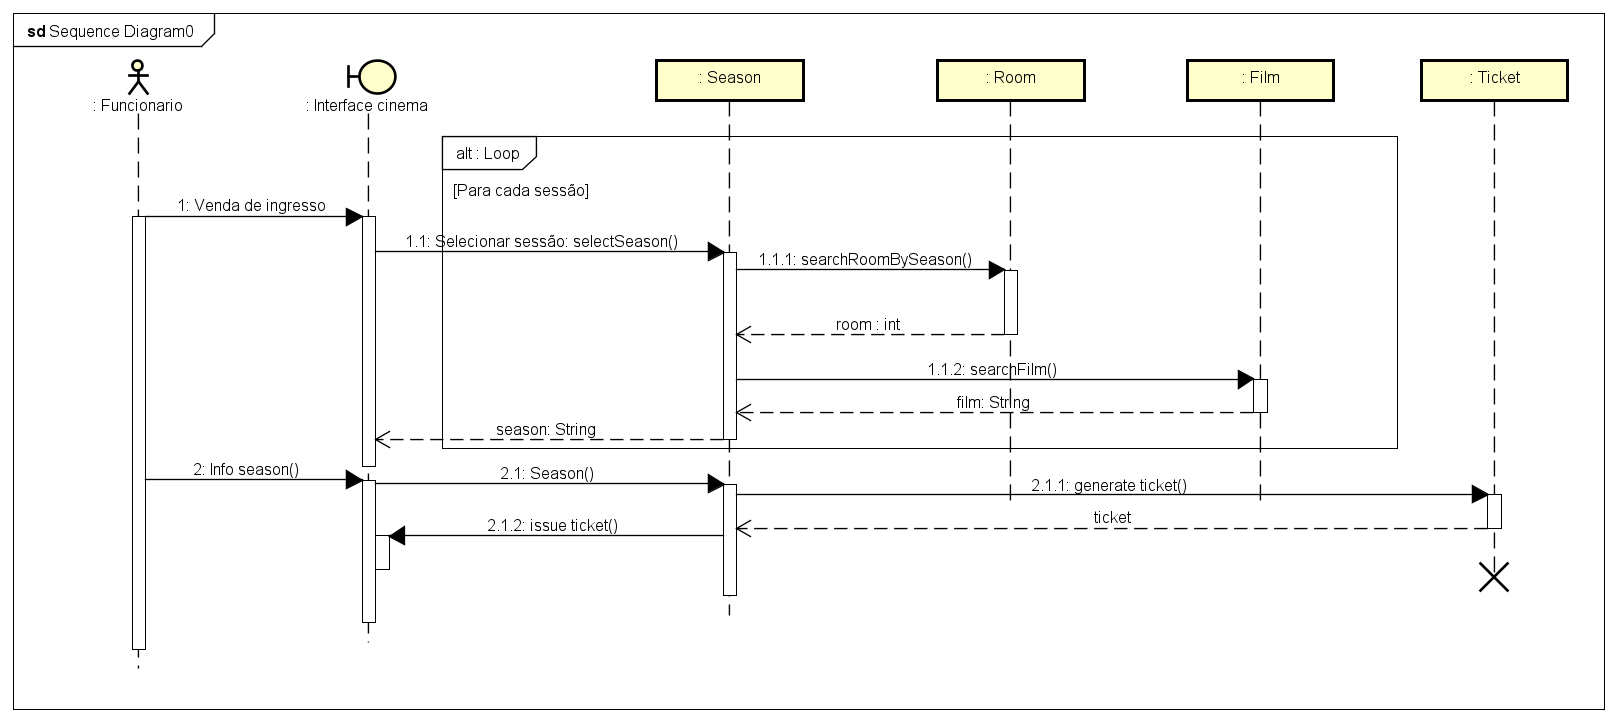 sd Sequence Diagram0
: Funcionario
: Interface cinema
: Season
: Room
: Film
: Ticket
alt : Loop
[Para cada sessão]
1: Venda de ingresso
1.1: Selecionar sessão: selectSeason()
1.1.1: searchRoomBySeason()
room : int
1.1.2: searchFilm()
film: String
season: String
2: Info season()
2.1: Season()
2.1.1: generate ticket()
ticket
2.1.2: issue ticket()